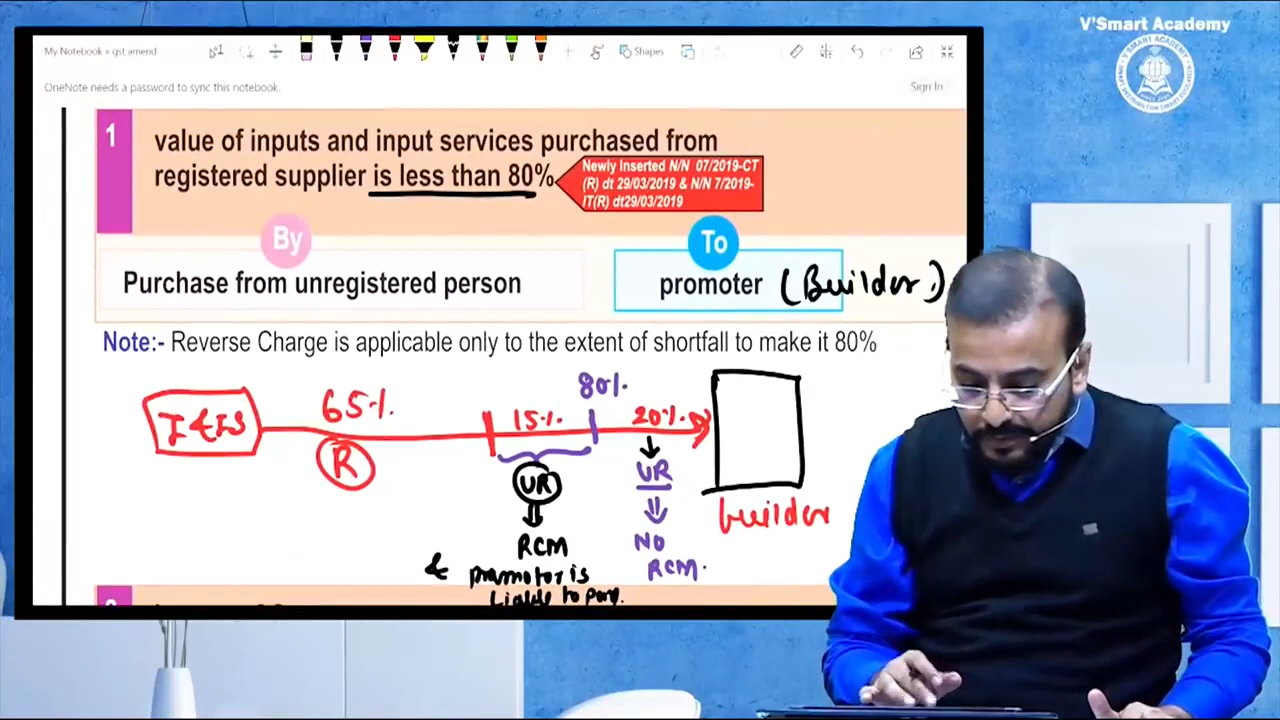 V'Smart Academy
My Notebook » gst amend
Shapes
OneNote needs a password to sync this notebook.
Sign In
1
value of inputs and input services purchased from
registered supplier is less than 80%
Newly Inserted N/N 07/2019-CT
(R) dt 29/03/2019 & N/N 7/2019-
IT(R) dt29/03/2019
By
To
Purchase from unregistered person
promoter (Builder.)
Note:- Reverse Charge is applicable only to the extent of shortfall to make it 80%
I & IS
65%.
R
15%.
80%.
20%.
UR
RCM
& promotor is
liable to pay.
UR
NO
RCM.
builder
V'SMART ACADEMY